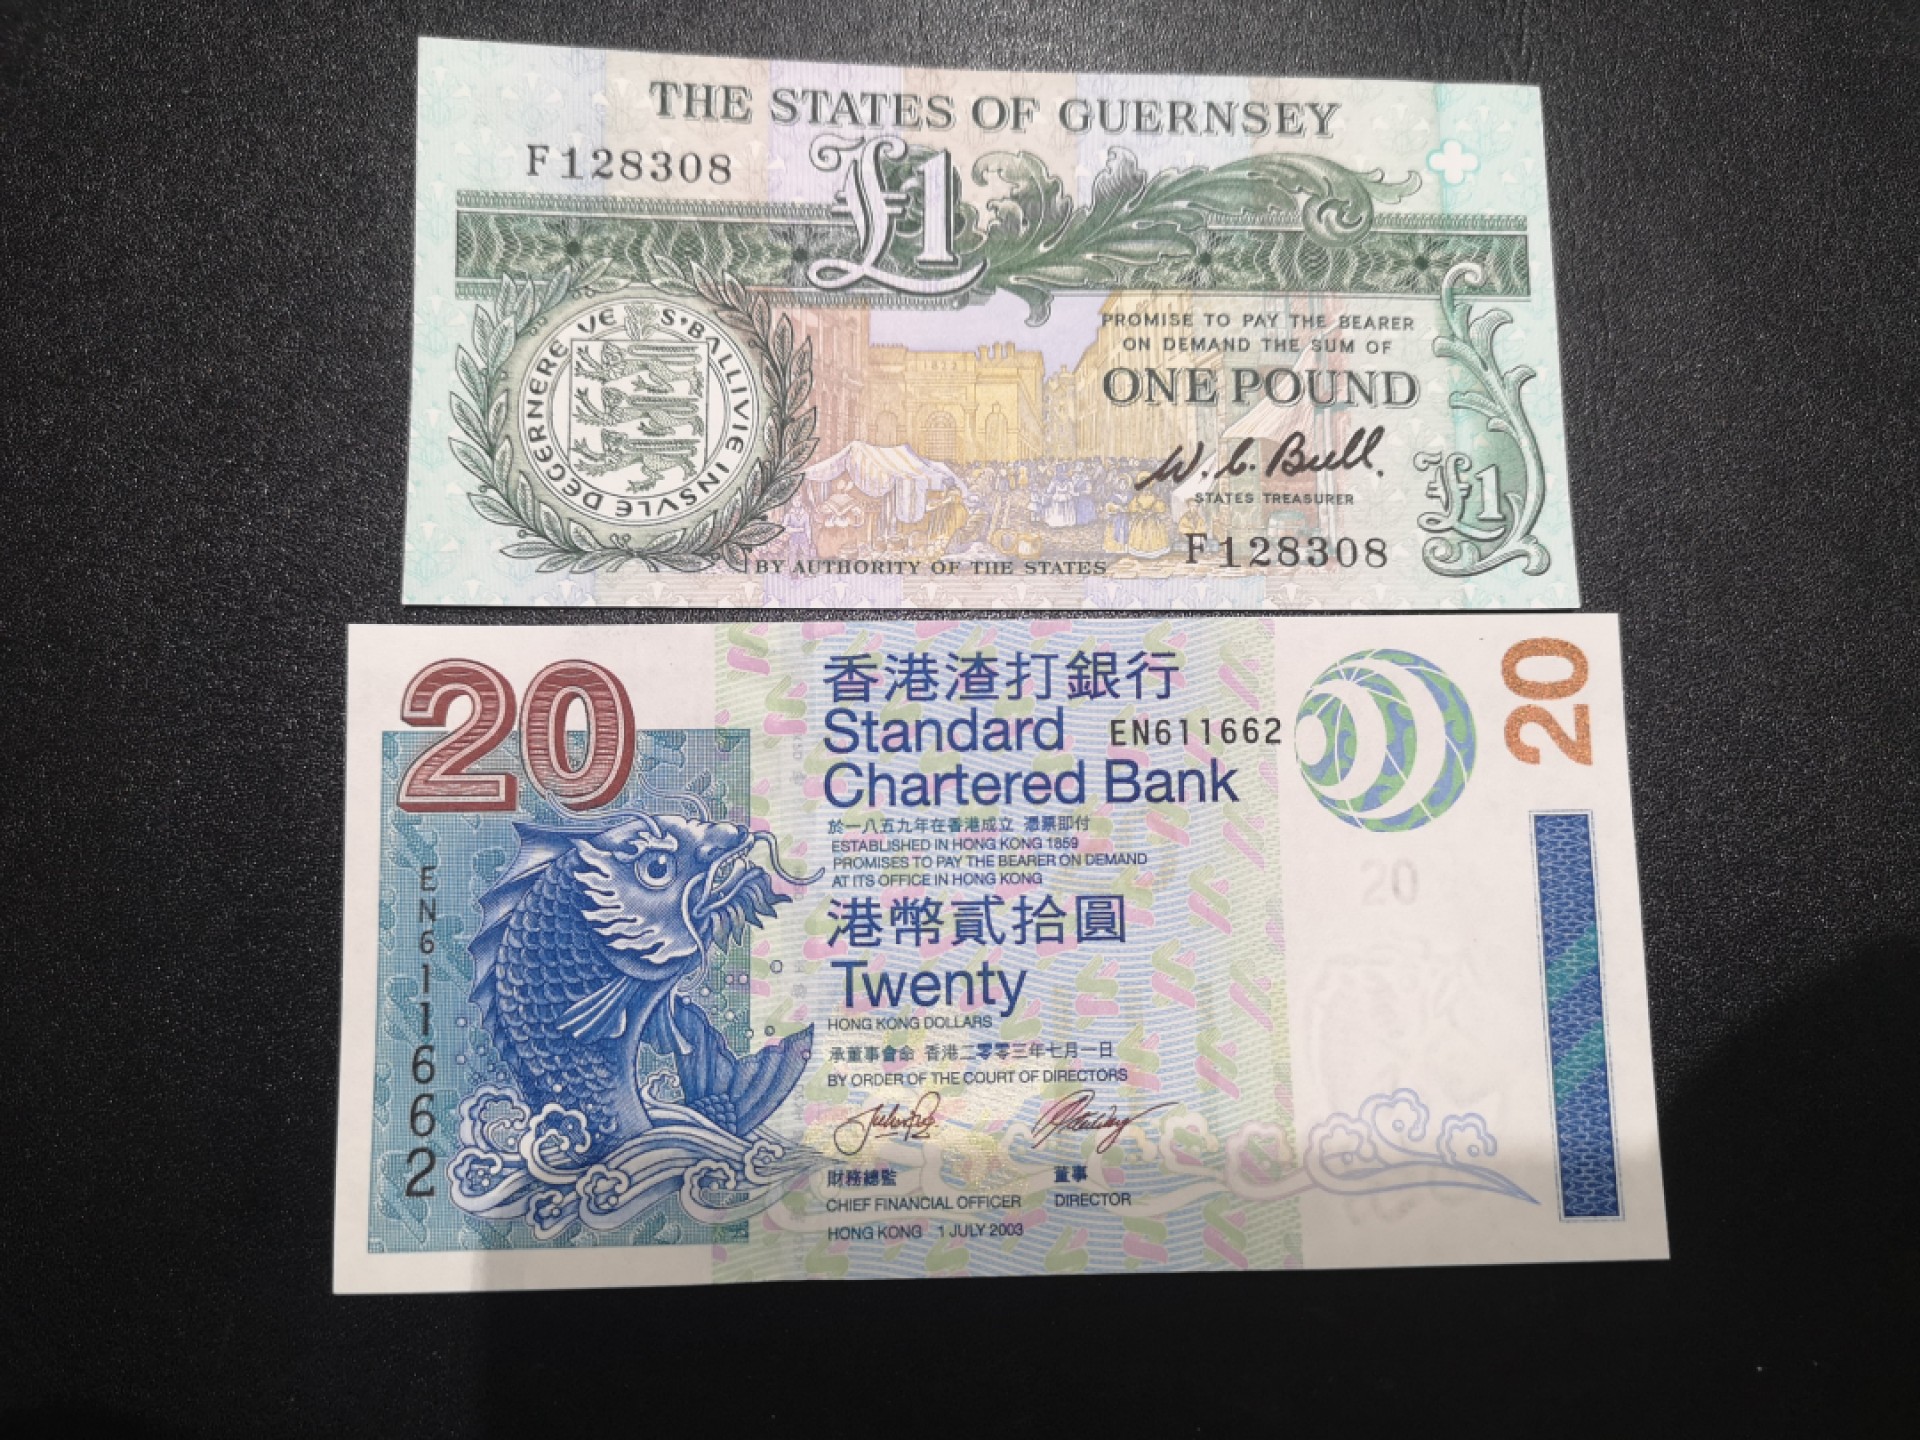 THE STATES OF GUERNSEY
F128308
£1
PROMISE TO PAY THE BEARER
ON DEMAND THE SUM OF
ONE POUND
S'BALLIVIE INSVLE DEGERNERE VE
1822
W. C. Bull.
STATES TREASURER
£1
F128308
BY AUTHORITY OF THE STATES
20
香港渣打銀行
20
Standard EN611662
Chartered Bank
於一八五九年在香港成立 憑票即付
ESTABLISHED IN HONG KONG 1859
PROMISES TO PAY THE BEARER ON DEMAND
AT ITS OFFICE IN HONG KONG
20
EN611662
港幣貳拾圓
Twenty
HONG KONG DOLLARS
承董事會命 香港二零零三年七月一日
BY ORDER OF THE COURT OF DIRECTORS
財務總監 董事
CHIEF FINANCIAL OFFICER DIRECTOR
HONG KONG 1 JULY 2003